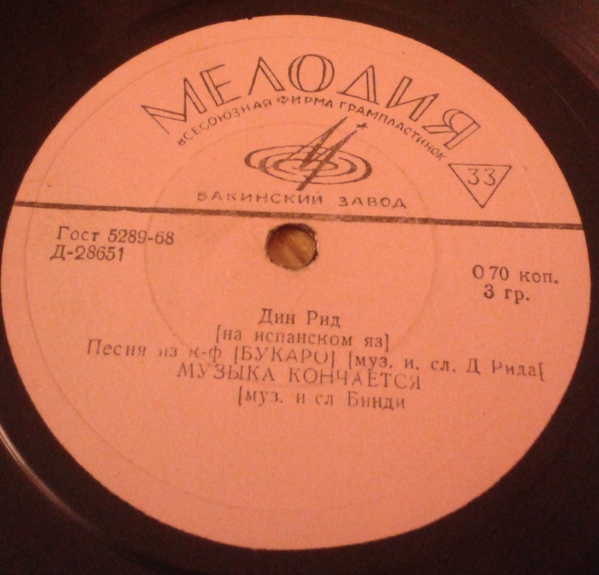 МЕЛОДИЯ
ВСЕСОЮЗНАЯ ФИРМА ГРАМПЛАСТИНОК
33
БАКИНСКИЙ ЗАВОД
Гост 5289-68
Д-28651
0 70 коп.
3 гр.
Дин Рид
[на испанском яз]
Песня из к-ф [БУКАРО] [муз. и. сл. Д Рида[
МУЗЫКА КОНЧАЕТСЯ
[муз. и сл Бинди